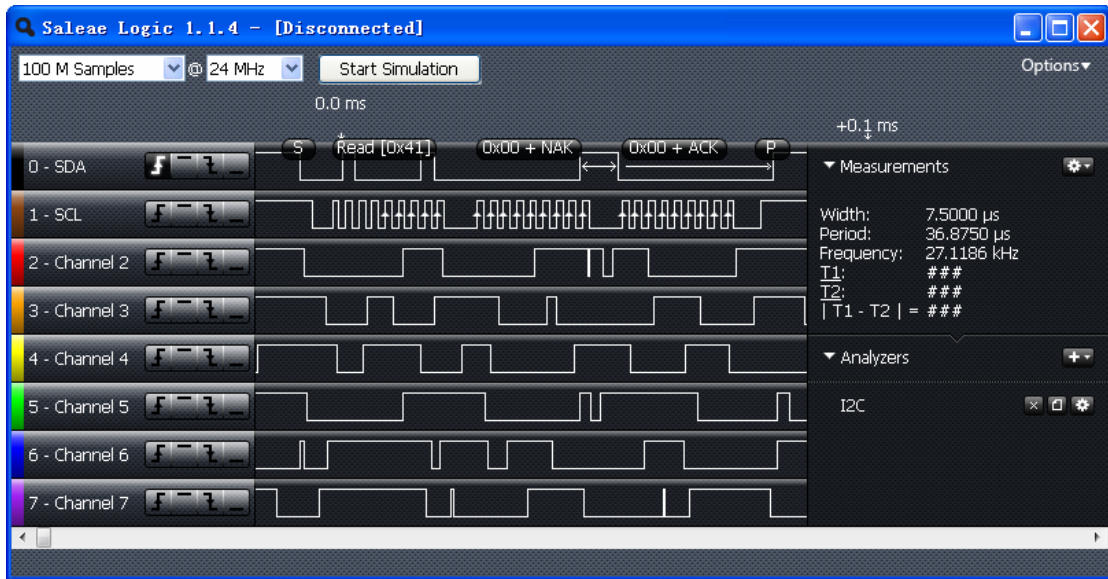 Saleae Logic 1.1.4 - [Disconnected]
100 M Samples @ 24 MHz Start Simulation Options
0.0 ms
+0.1 ms
S Read [0x41] 0x00 + NAK 0x00 + ACK P
0 - SDA
1 - SCL
2 - Channel 2
3 - Channel 3
4 - Channel 4
5 - Channel 5
6 - Channel 6
7 - Channel 7
Measurements
Width: 7.5000 µs
Period: 36.8750 µs
Frequency: 27.1186 kHz
T1: ###
T2: ###
| T1 - T2 | = ###
Analyzers
I2C